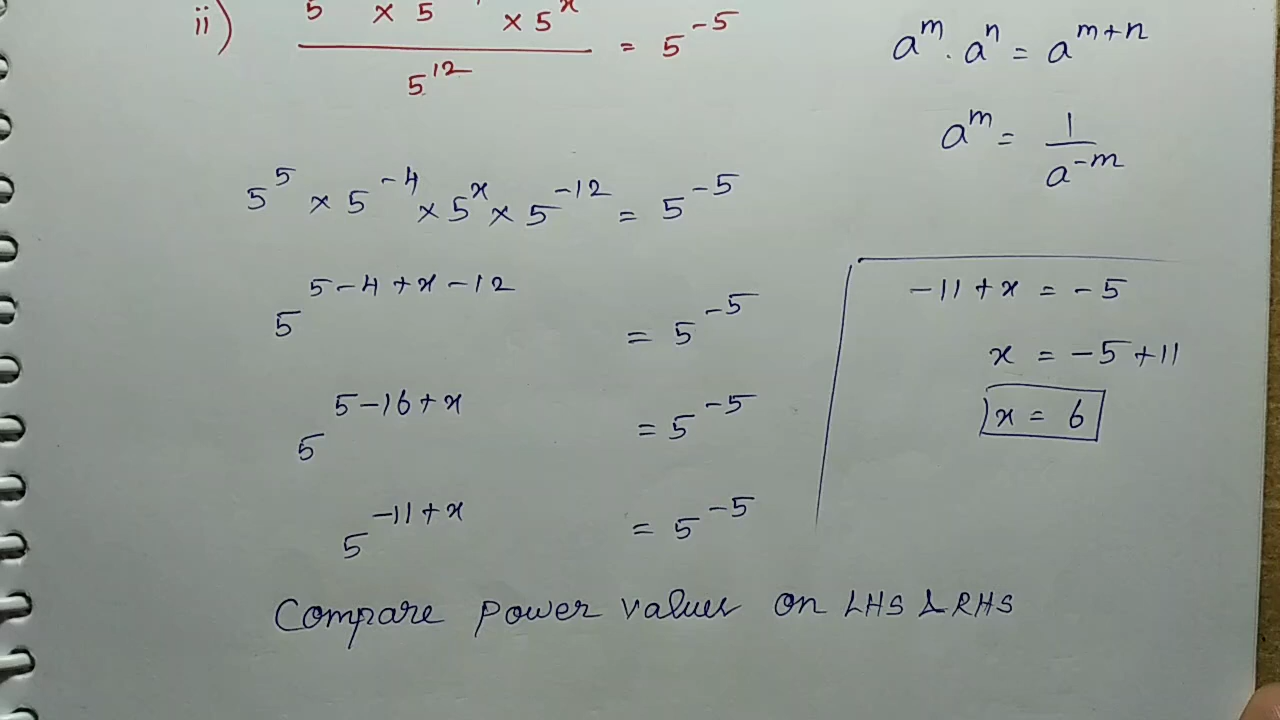 ii) 5 × 5 × 5^x / 5^12 = 5^-5
a^m . a^n = a^m+n
a^m = 1 / a^-m
5^5 × 5^-4 × 5^x × 5^-12 = 5^-5
5^5-4+x-12 = 5^-5
5^5-16+x = 5^-5
5^-11+x = 5^-5
Compare power values on LHS & RHS
-11+x = -5
x = -5+11
x = 6